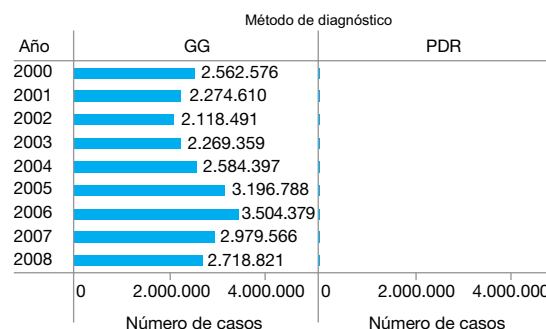 Método de diagnóstico
Año GG PDR
2000 2.562.576
2001 2.274.610
2002 2.118.491
2003 2.269.359
2004 2.584.397
2005 3.196.788
2006 3.504.379
2007 2.979.566
2008 2.718.821
0 2.000.000 4.000.000 0 2.000.000 4.000.000
Número de casos Número de casos